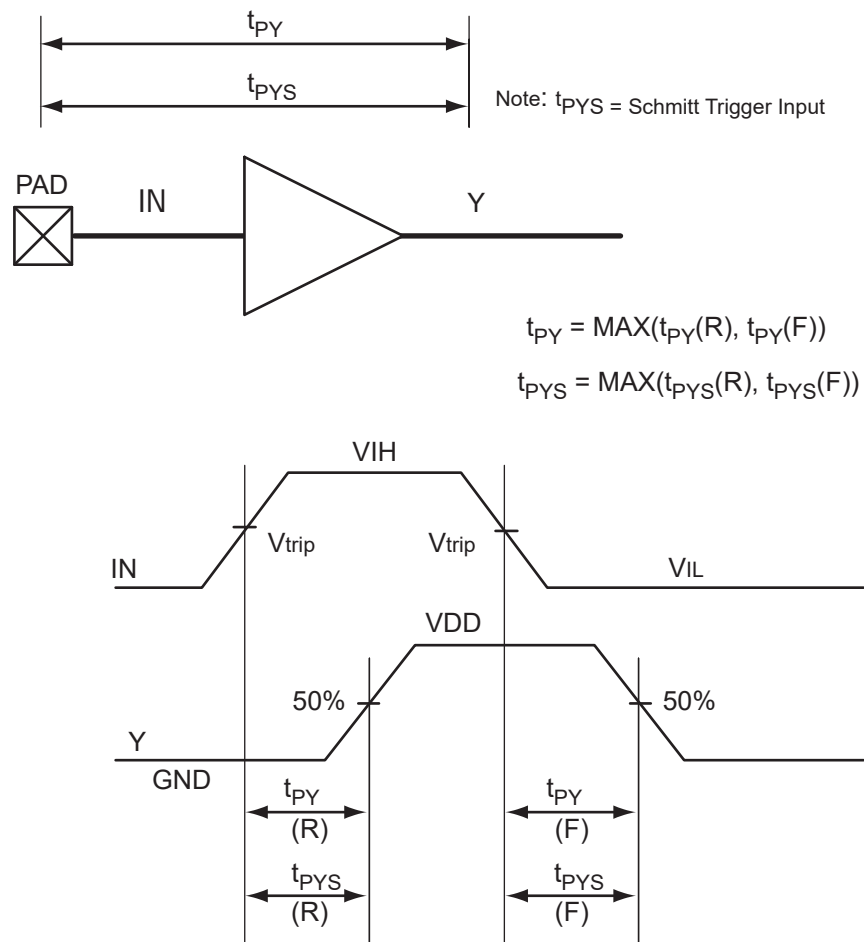 tPY
tPYS
Note: tPYS = Schmitt Trigger Input
PAD
IN
Y
tPY = MAX(tPY(R), tPY(F))
tPYS = MAX(tPYS(R), tPYS(F))
VIH
Vtrip
Vtrip
IN
VIL
VDD
50%
50%
Y
GND
tPY
(R)
tPY
(F)
tPYS
(R)
tPYS
(F)